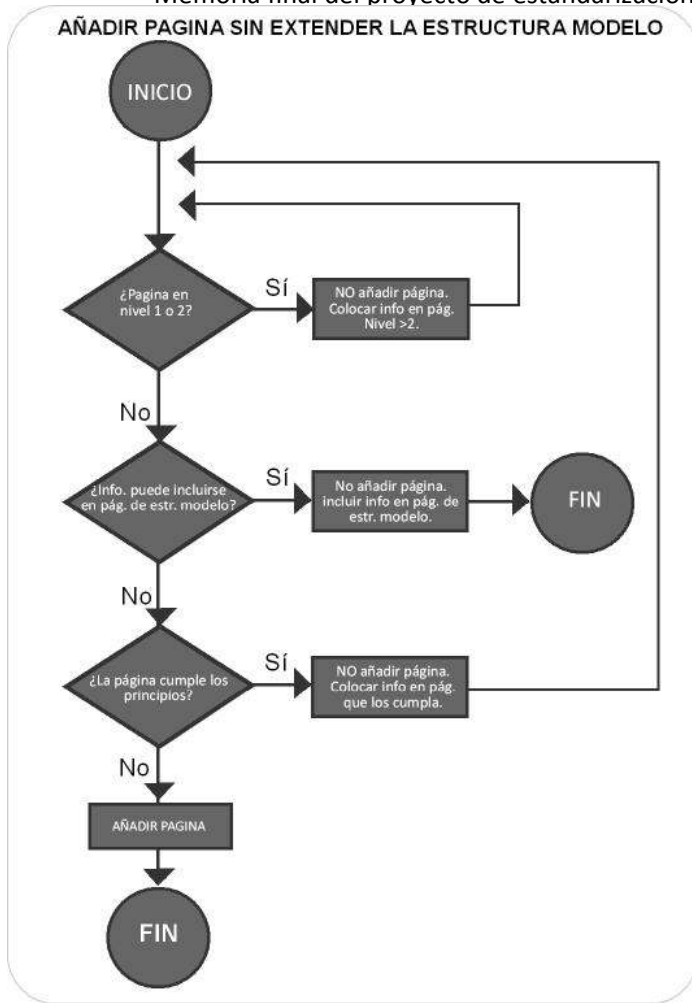 Memoria final del proyecto de estandarización
AÑADIR PAGINA SIN EXTENDER LA ESTRUCTURA MODELO
INICIO
¿Pagina en
nivel 1 o 2?
Sí
NO añadir página.
Colocar info en pág.
Nivel >2.
No
¿Info. puede incluirse
en pág. de estr. modelo?
Sí
No añadir página.
incluir info en pág. de
estr. modelo.
FIN
No
¿La página cumple los
principios?
Sí
NO añadir página.
Colocar info en pág.
que los cumpla.
No
AÑADIR PAGINA
FIN